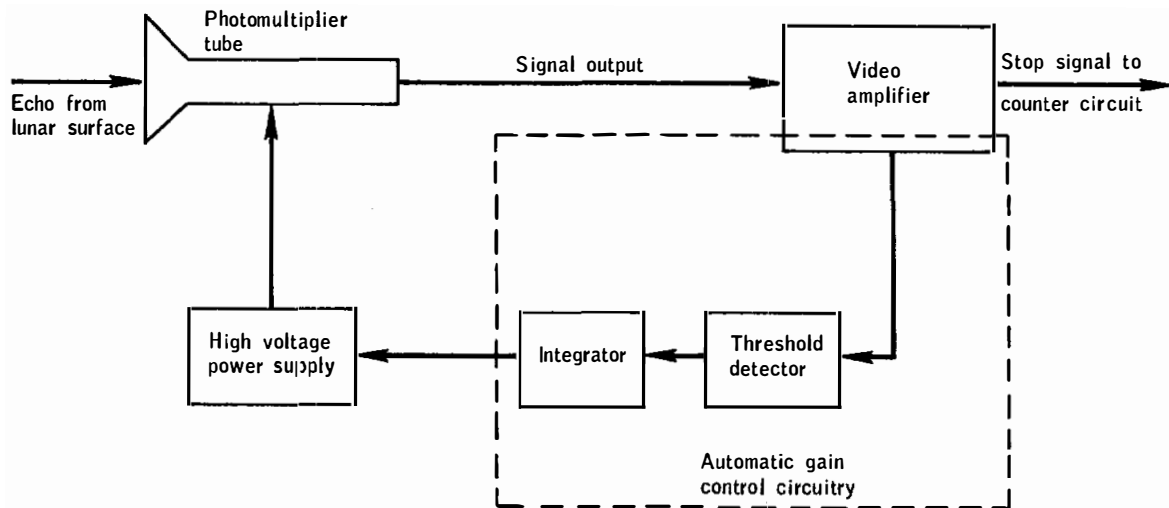 Photomultiplier
tube
Echo from
lunar surface
Signal output
Video
amplifier
Stop signal to
counter circuit
High voltage
power supply
Integrator
Threshold
detector
Automatic gain
control circuitry